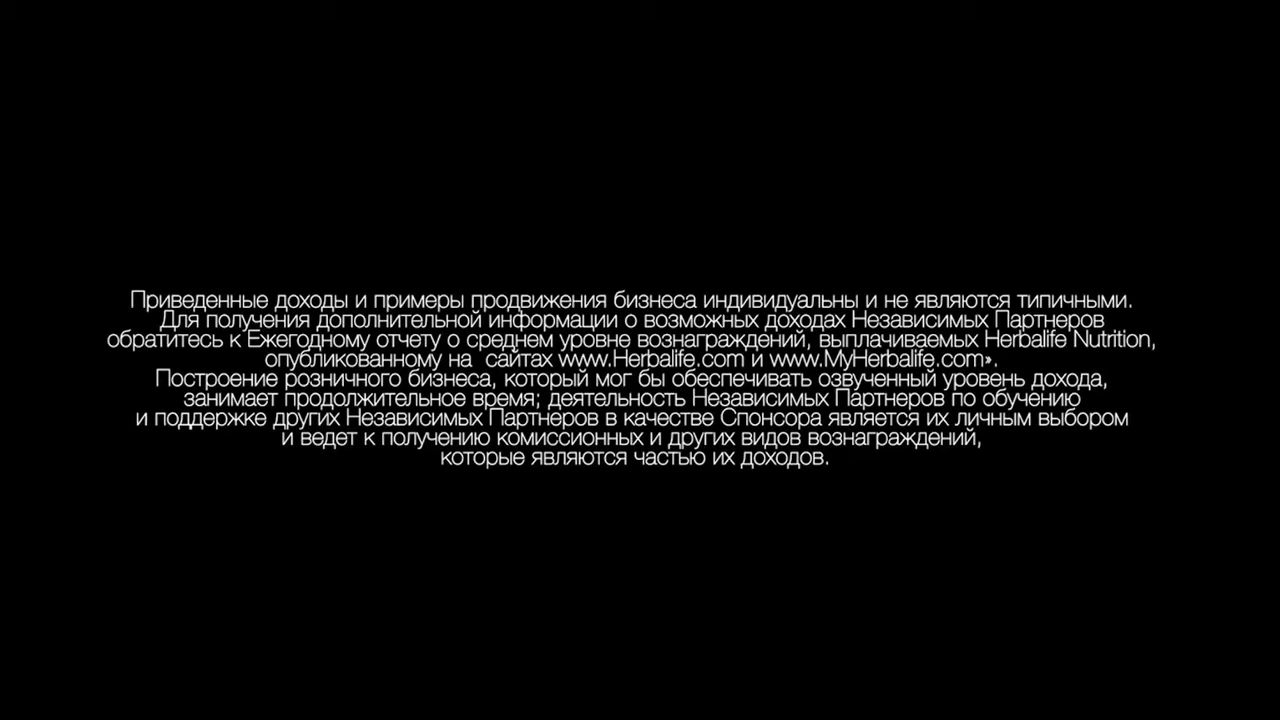 Приведенные доходы и примеры продвижения бизнеса индивидуальны и не являются типичными.
Для получения дополнительной информации о возможных доходах Независимых Партнеров
обратитесь к Ежегодному отчету о среднем уровне вознаграждений, выплачиваемых Herbalife Nutrition,
опубликованному на  сайтах www.Herbalife.com и www.MyHerbalife.com».
Построение розничного бизнеса, который мог бы обеспечивать озвученный уровень дохода,
занимает продолжительное время; деятельность Независимых Партнеров по обучению
и поддержке других Независимых Партнеров в качестве Спонсора является их личным выбором
и ведет к получению комиссионных и других видов вознаграждений,
которые являются частью их доходов.